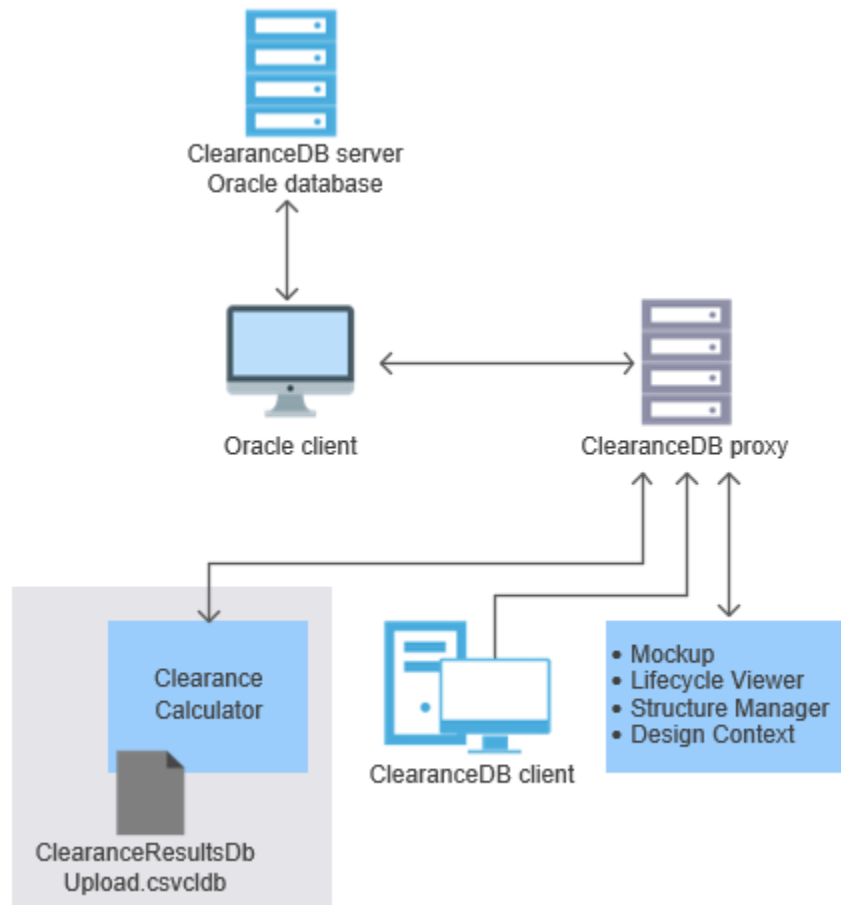 ClearanceDB server
Oracle database
Oracle client
ClearanceDB proxy
Clearance
Calculator
ClearanceResultsDb
Upload.csvcldb
ClearanceDB client
• Mockup
• Lifecycle Viewer
• Structure Manager
• Design Context